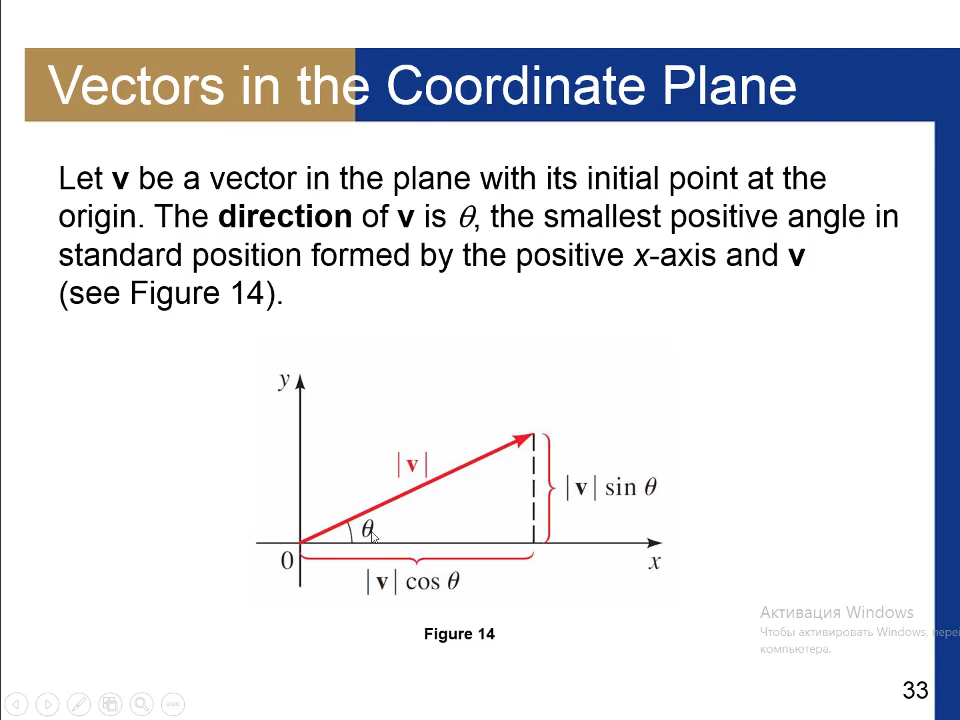 Vectors in the Coordinate Plane
Let v be a vector in the plane with its initial point at the
origin. The direction of v is θ, the smallest positive angle in
standard position formed by the positive x-axis and v
(see Figure 14).
y
|v|
|v| sin θ
θ
0
x
|v| cos θ
Figure 14
Активация Windows
Чтобы активировать Windows,
компьютера.
33